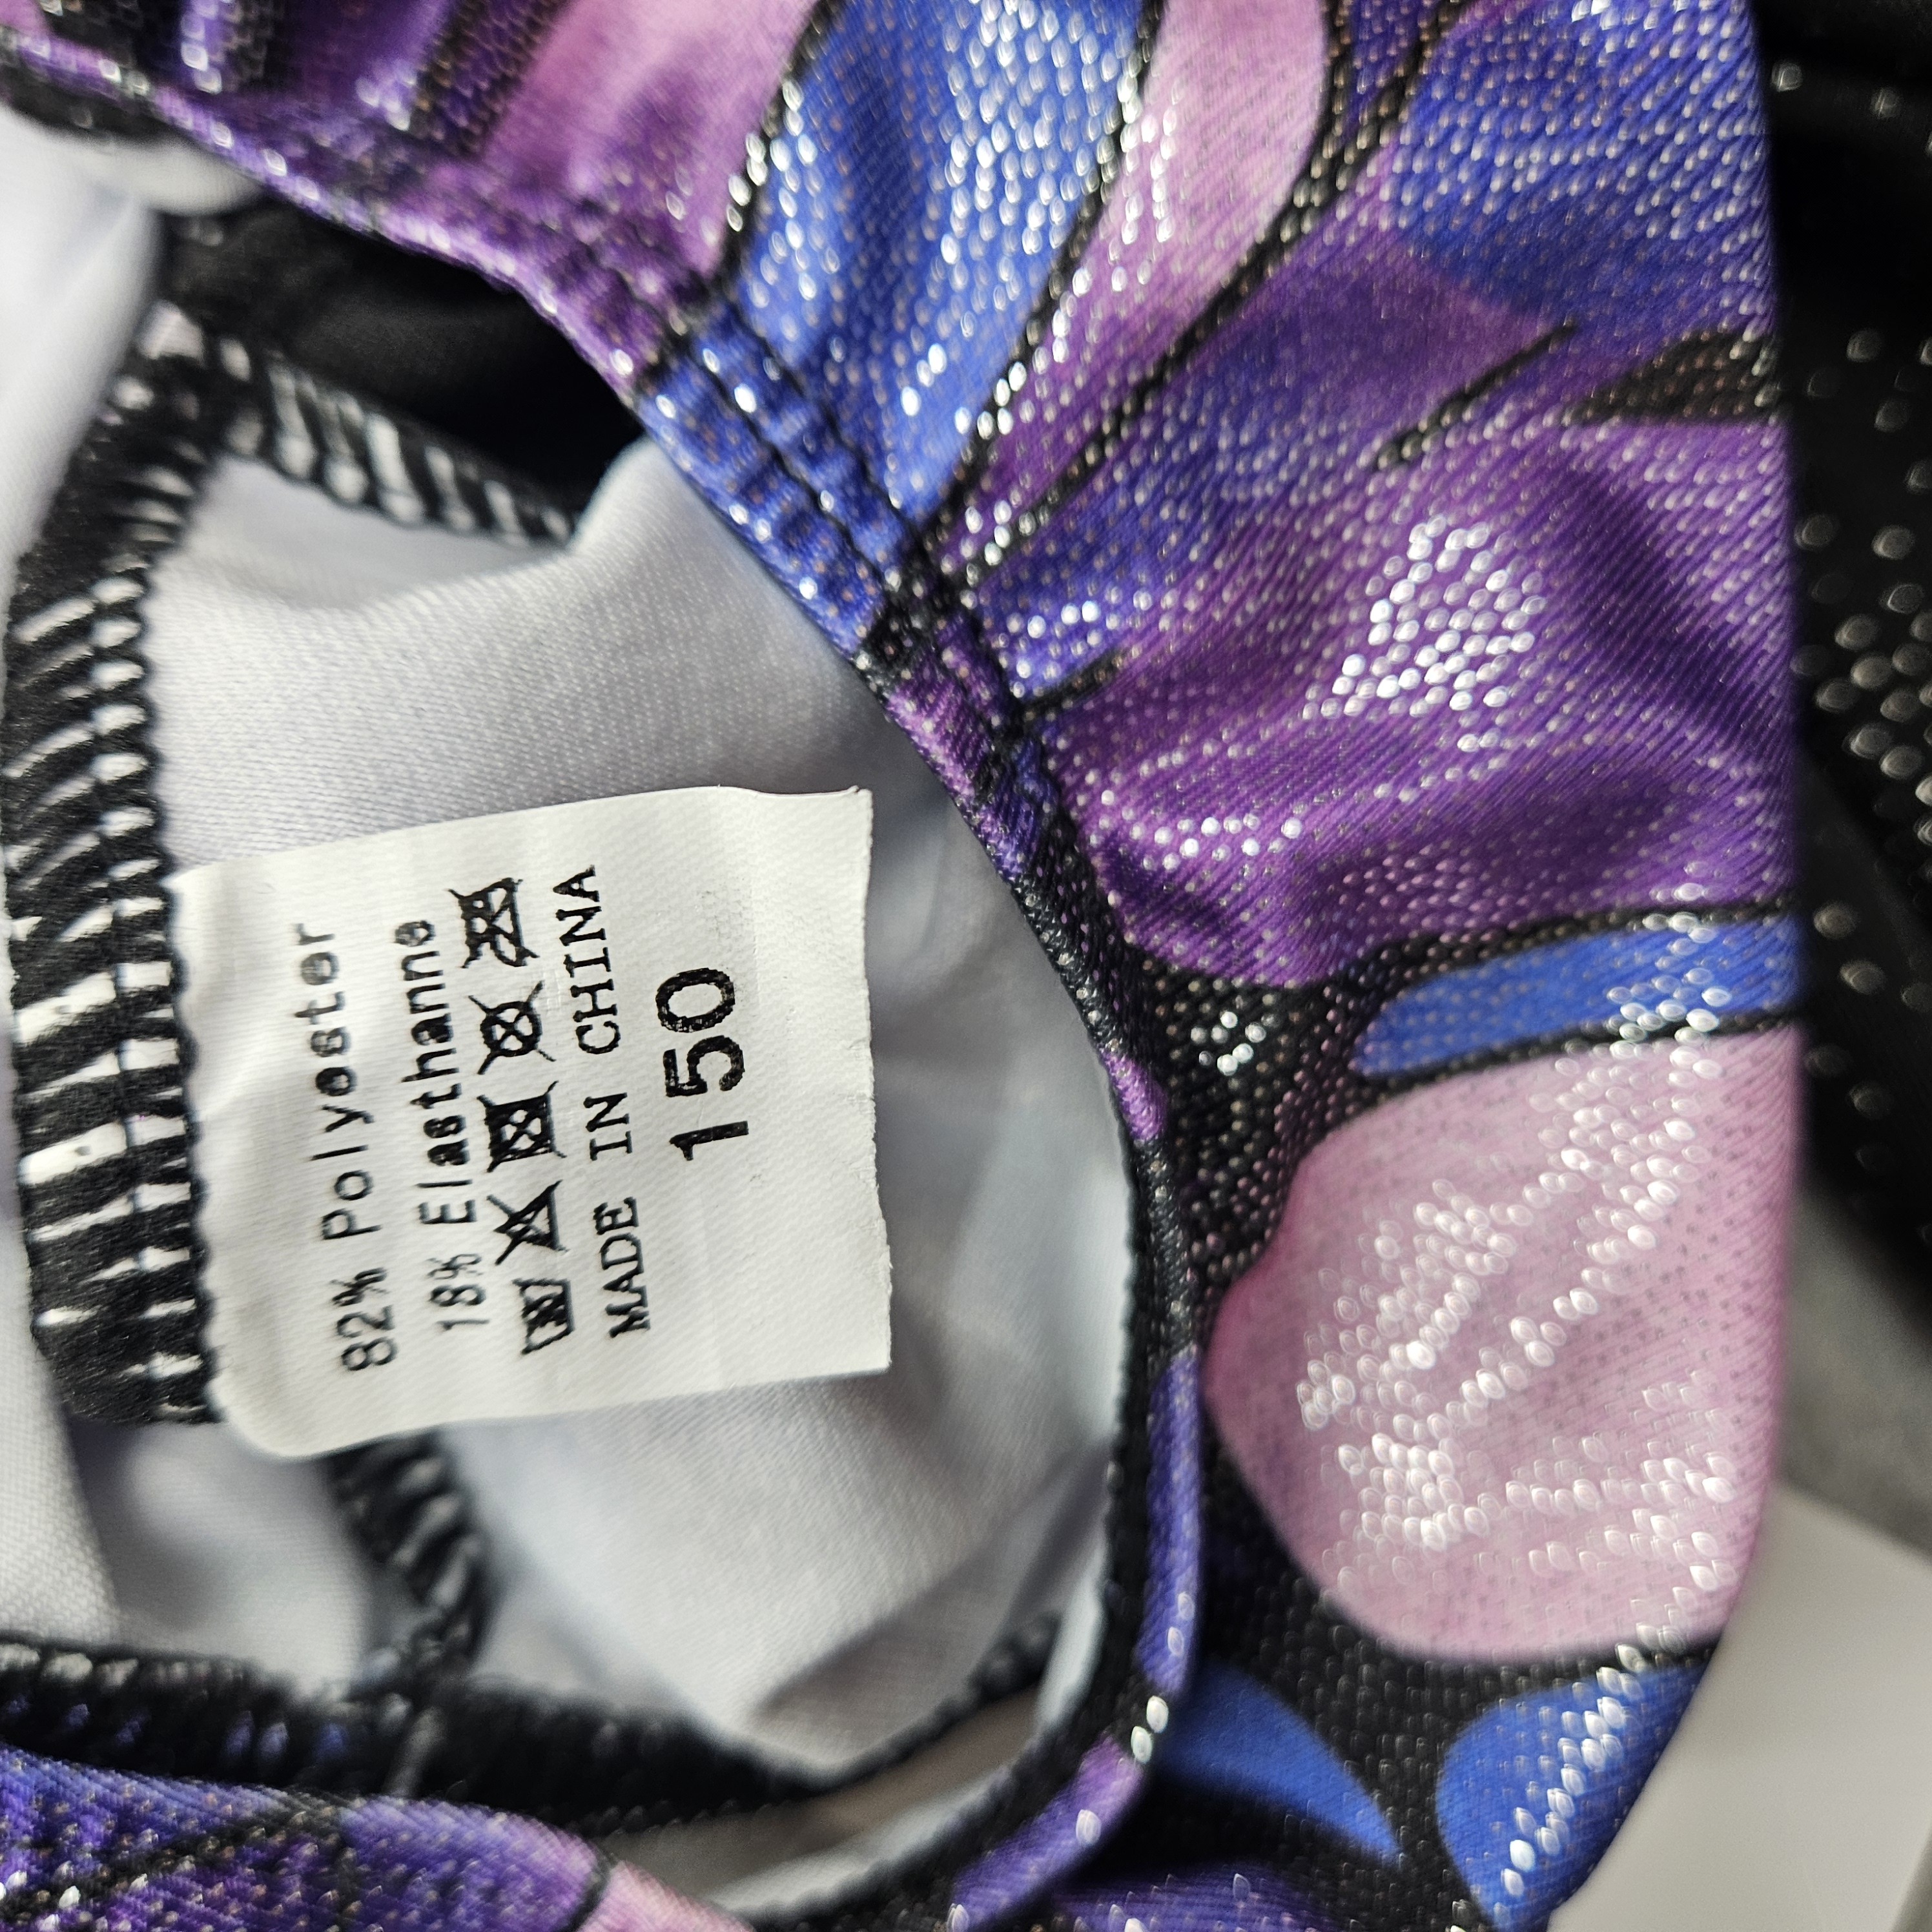 82% Polyester
18% Elasthanne
MADE IN CHINA
150